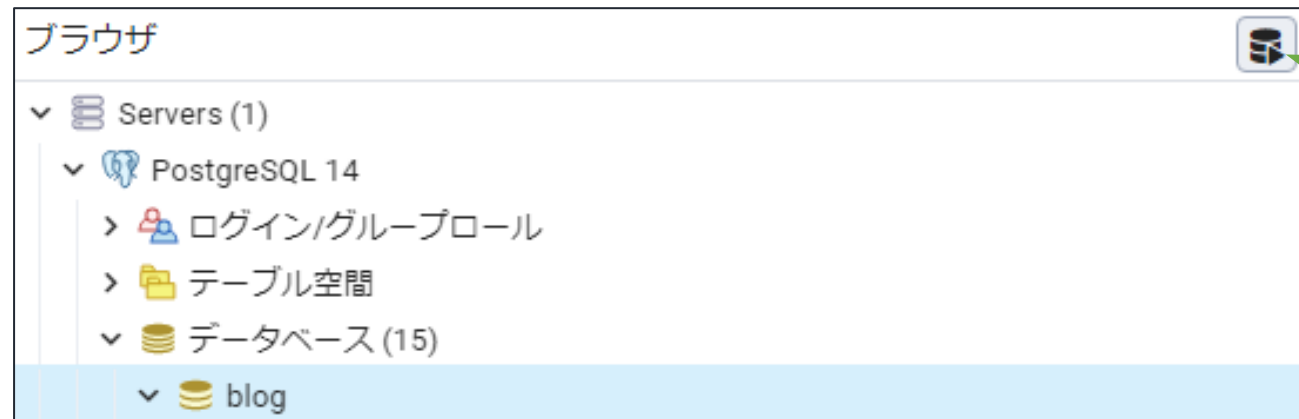 ブラウザ
Servers (1)
PostgreSQL 14
ログイン/グループロール
テーブル空間
データベース (15)
blog